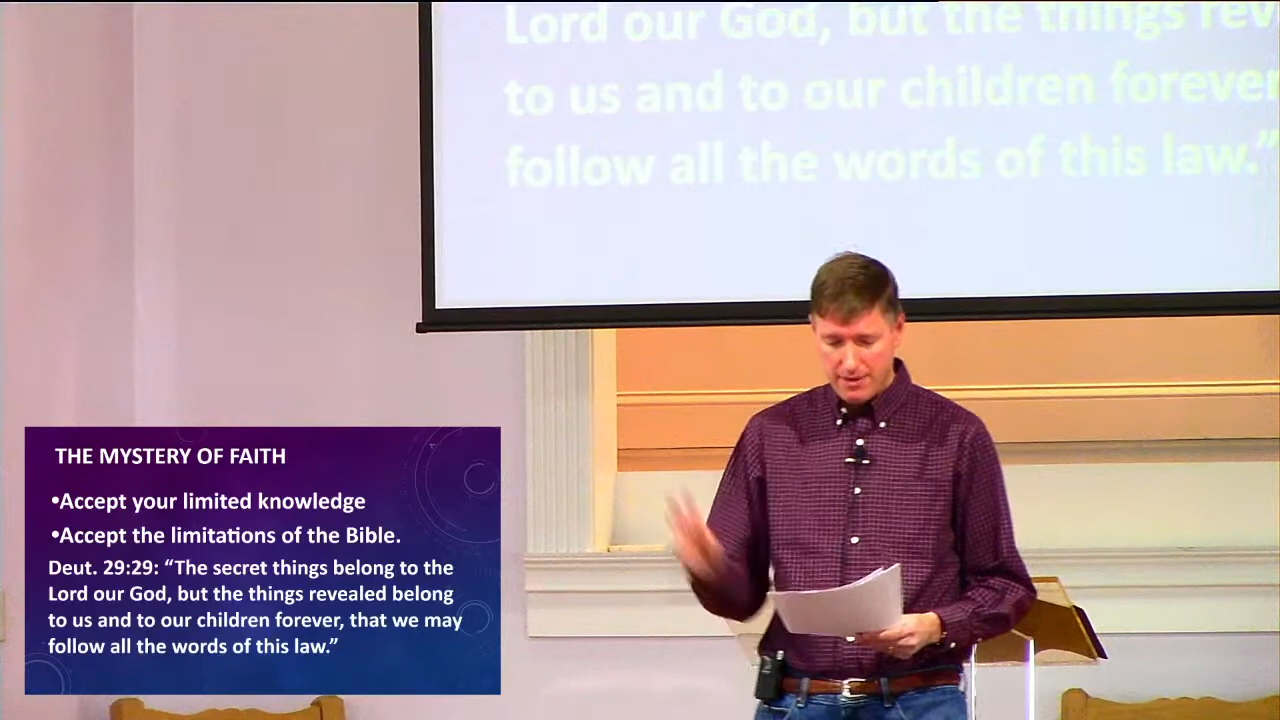 Lord our God, but the things rev
to us and to our children forever
follow all the words of this law.”
THE MYSTERY OF FAITH
•Accept your limited knowledge
•Accept the limitations of the Bible.
Deut. 29:29: “The secret things belong to the
Lord our God, but the things revealed belong
to us and to our children forever, that we may
follow all the words of this law.”